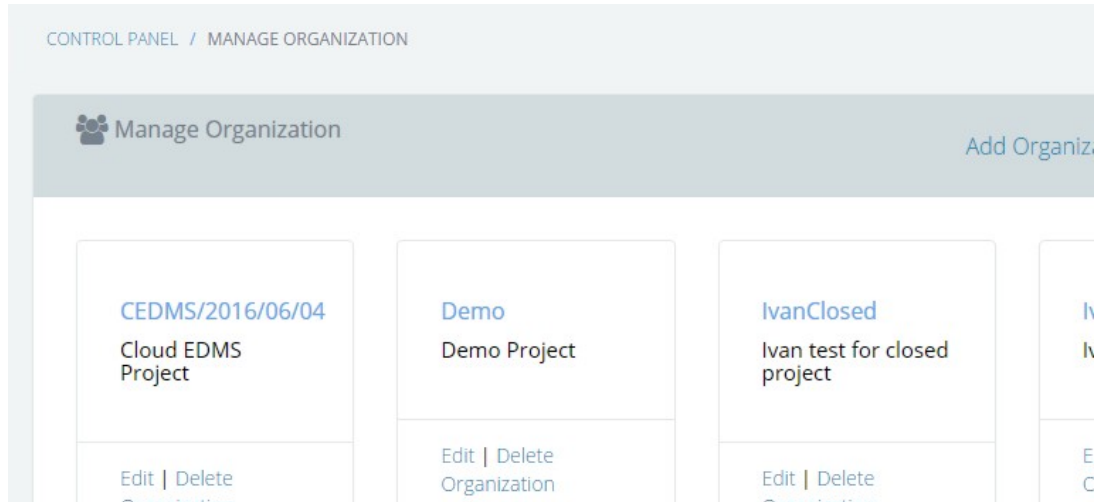 CONTROL PANEL / MANAGE ORGANIZATION
Manage Organization
Add
CEDMS/2016/06/04
Cloud EDMS
Project
Edit | Delete
Demo
Demo Project
Edit | Delete
Organization
IvanClosed
Ivan test for closed
project
Edit | Delete